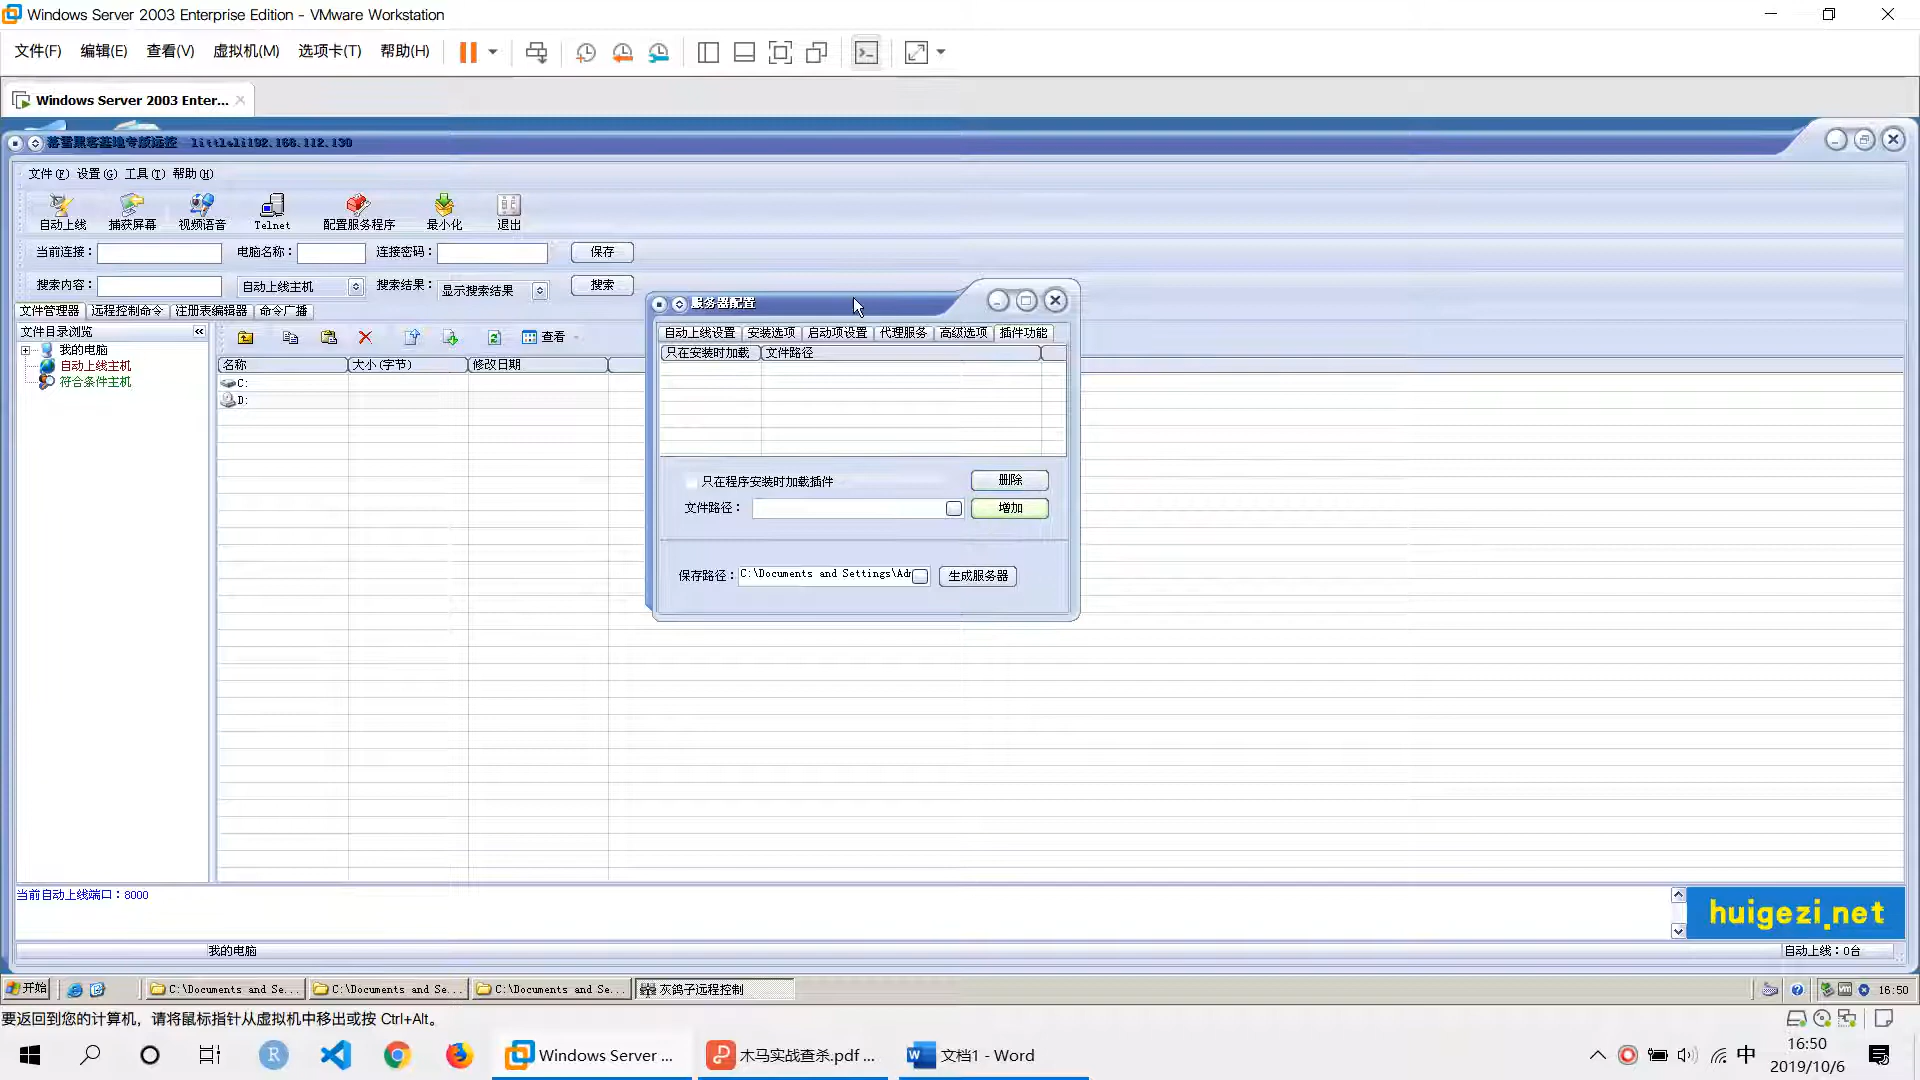 Windows Server 2003 Enterprise Edition - VMware Workstation
文件(F) 编辑(E) 查看(V) 虚拟机(M) 选项卡(T) 帮助(H)
Windows Server 2003 Enter...
落雪黑客基地专版远控 littleli192.168.112.130
文件(F) 设置(G) 工具(T) 帮助(H)
自动上线 捕获屏幕 视频语音 Telnet 配置服务程序 最小化 退出
当前连接： 电脑名称： 连接密码： 保存
搜索内容： 自动上线主机 搜索结果： 显示搜索结果 搜索
文件管理器 远程控制命令 注册表编辑器 命令广播
文件目录浏览 «
我的电脑
自动上线主机
符合条件主机
查看
名称 大小(字节) 修改日期
C:
D:
服务器配置
自动上线设置 安装选项 启动项设置 代理服务 高级选项 插件功能
只在安装时加载 文件路径
只在程序安装时加载插件 删除
文件路径： 增加
保存路径： C:\Documents and Settings\Adr 生成服务器
当前自动上线端口：8000
huigezi.net
我的电脑 自动上线：0台
开始 C:\Documents and Se... C:\Documents and Se... C:\Documents and Se... 灰鸽子远程控制 16:50
要返回到您的计算机，请将鼠标指针从虚拟机中移出或按 Ctrl+Alt。
Windows Server ... 木马实战查杀.pdf ... 文档1 - Word 中 16:50
2019/10/6